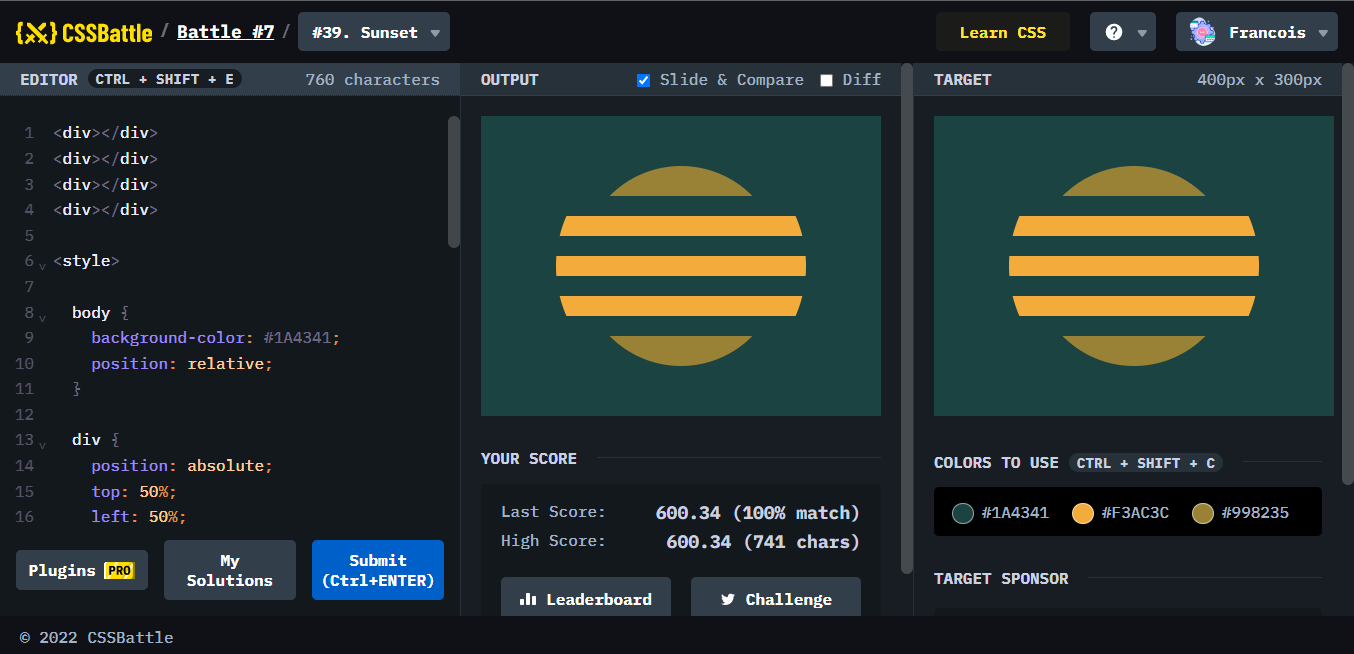 {X} CSSBattle / Battle #7 / #39. Sunset
Learn CSS
? Francois
EDITOR CTRL + SHIFT + E 760 characters
OUTPUT Slide & Compare Diff
TARGET 400px x 300px
1 <div></div>
2 <div></div>
3 <div></div>
4 <div></div>
5
6 <style>
7
8 body {
9 background-color: #1A4341;
10 position: relative;
11 }
12
13 div {
14 position: absolute;
15 top: 50%;
16 left: 50%;
Plugins PRO
My Solutions
Submit
(Ctrl+ENTER)
YOUR SCORE
Last Score: 600.34 (100% match)
High Score: 600.34 (741 chars)
Leaderboard
Challenge
COLORS TO USE CTRL + SHIFT + C
#1A4341 #F3AC3C #998235
TARGET SPONSOR
© 2022 CSSBattle